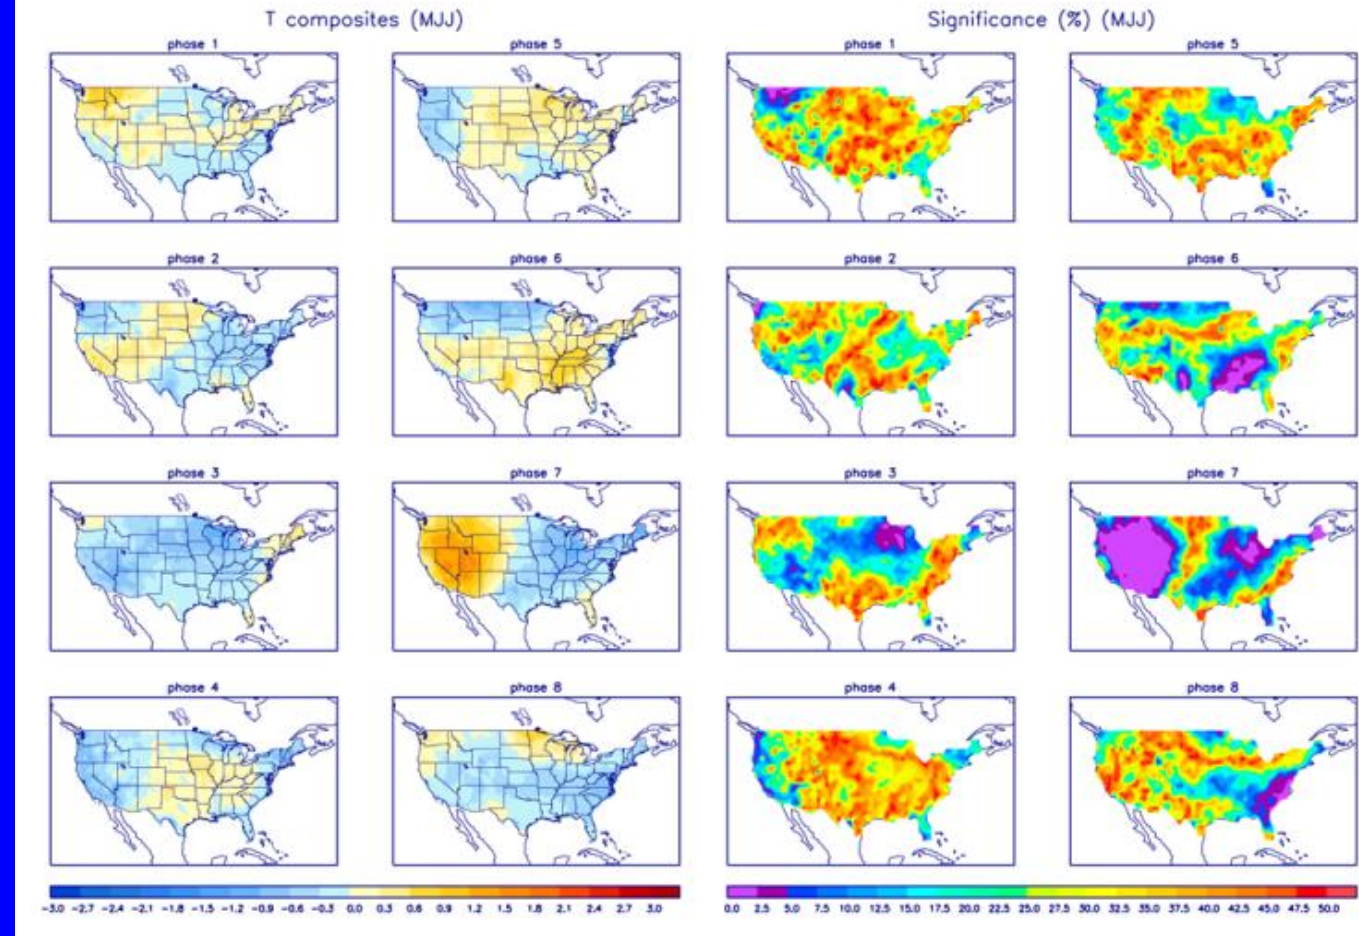 T composites (MJJ) Significance (%) (MJJ)
phase 1 phase 5 phase 1 phase 5
phase 2 phase 6 phase 2 phase 6
phase 3 phase 7 phase 3 phase 7
phase 4 phase 8 phase 4 phase 8
-3.0 -2.7 -2.4 -2.1 -1.8 -1.5 -1.2 -0.9 -0.6 -0.3 0.0 0.3 0.6 0.9 1.2 1.5 1.8 2.1 2.4 2.7 3.0 0.0 2.5 5.0 7.5 10.0 12.5 15.0 17.5 20.0 22.5 25.0 27.5 30.0 32.5 35.0 37.5 40.0 42.5 45.0 47.5 50.0